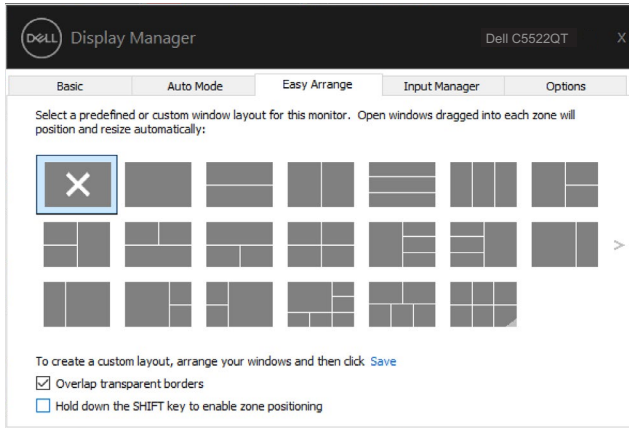 DELL Display Manager Dell C5522QT X
Basic Auto Mode Easy Arrange Input Manager Options
Select a predefined or custom window layout for this monitor. Open windows dragged into each zone will
position and resize automatically:
>
To create a custom layout, arrange your windows and then click Save
Overlap transparent borders
Hold down the SHIFT key to enable zone positioning